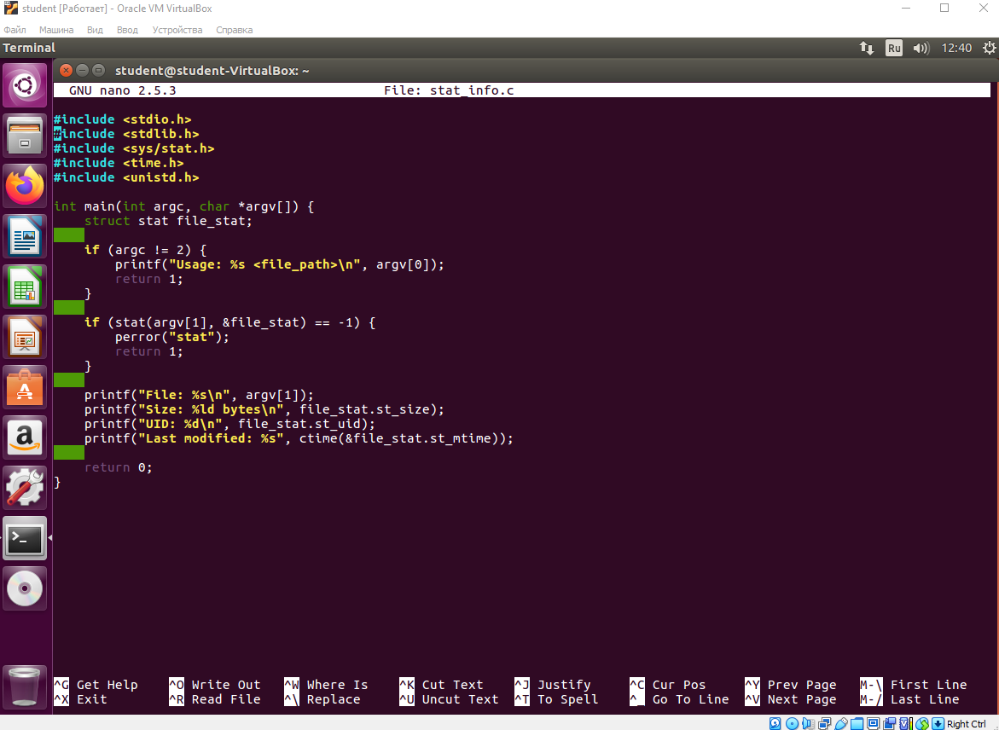 student [Работает] - Oracle VM VirtualBox
Файл Машина Вид Ввод Устройства Справка
Terminal Ru 12:40
student@student-VirtualBox: ~
GNU nano 2.5.3 File: stat_info.c
#include <stdio.h>
#include <stdlib.h>
#include <sys/stat.h>
#include <time.h>
#include <unistd.h>
int main(int argc, char *argv[]) {
    struct stat file_stat;
    if (argc != 2) {
        printf("Usage: %s <file_path>\n", argv[0]);
        return 1;
    }
    if (stat(argv[1], &file_stat) == -1) {
        perror("stat");
        return 1;
    }
    printf("File: %s\n", argv[1]);
    printf("Size: %ld bytes\n", file_stat.st_size);
    printf("UID: %d\n", file_stat.st_uid);
    printf("Last modified: %s", ctime(&file_stat.st_mtime));
    return 0;
}
^G Get Help ^O Write Out ^W Where Is ^K Cut Text ^J Justify ^C Cur Pos ^Y Prev Page M-\ First Line
^X Exit ^R Read File ^\ Replace ^U Uncut Text ^T To Spell ^_ Go To Line ^V Next Page M-/ Last Line
Right Ctrl